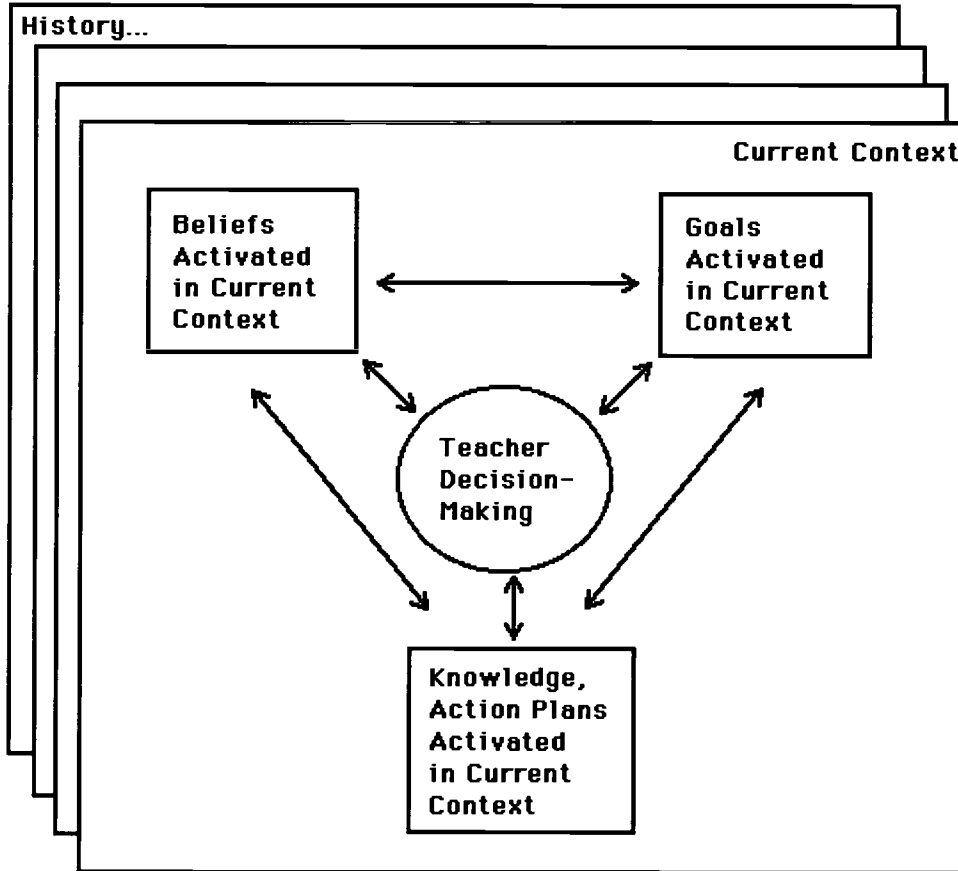 History...
Current Context
Beliefs
Activated
in Current
Context
Goals
Activated
in Current
Context
Teacher
Decision-
Making
Knowledge,
Action Plans
Activated
in Current
Context